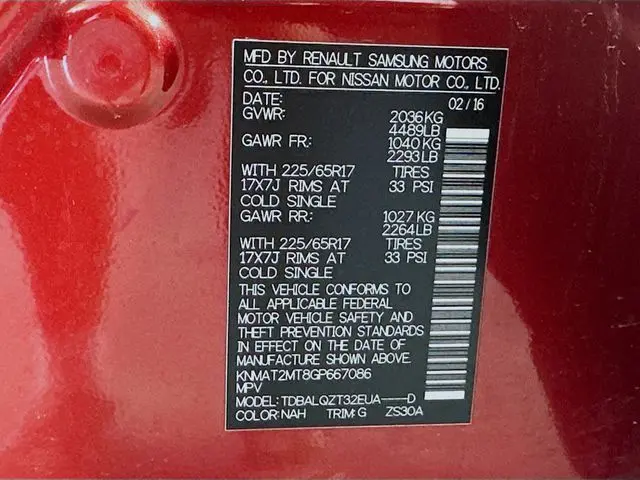 MFD BY RENAULT SAMSUNG MOTORS
CO., LTD. FOR NISSAN MOTOR CO., LTD.
DATE: 02/16
GVWR: 2036KG
4489LB
GAWR FR: 1040 KG
2293LB
WITH 225/65R17 TIRES
17X7J RIMS AT 33 PSI
COLD SINGLE
GAWR RR: 1027 KG
2264LB
WITH 225/65R17 TIRES
17X7J RIMS AT 33 PSI
COLD SINGLE
THIS VEHICLE CONFORMS TO
ALL APPLICABLE FEDERAL
MOTOR VEHICLE SAFETY AND
THEFT PREVENTION STANDARDS
IN EFFECT ON THE DATE OF
MANUFACTURE SHOWN ABOVE.
KNMAT2MT8GP667086
MPV
MODEL: TDBALQZT32EUA----D
COLOR: NAH TRIM: G ZS30A